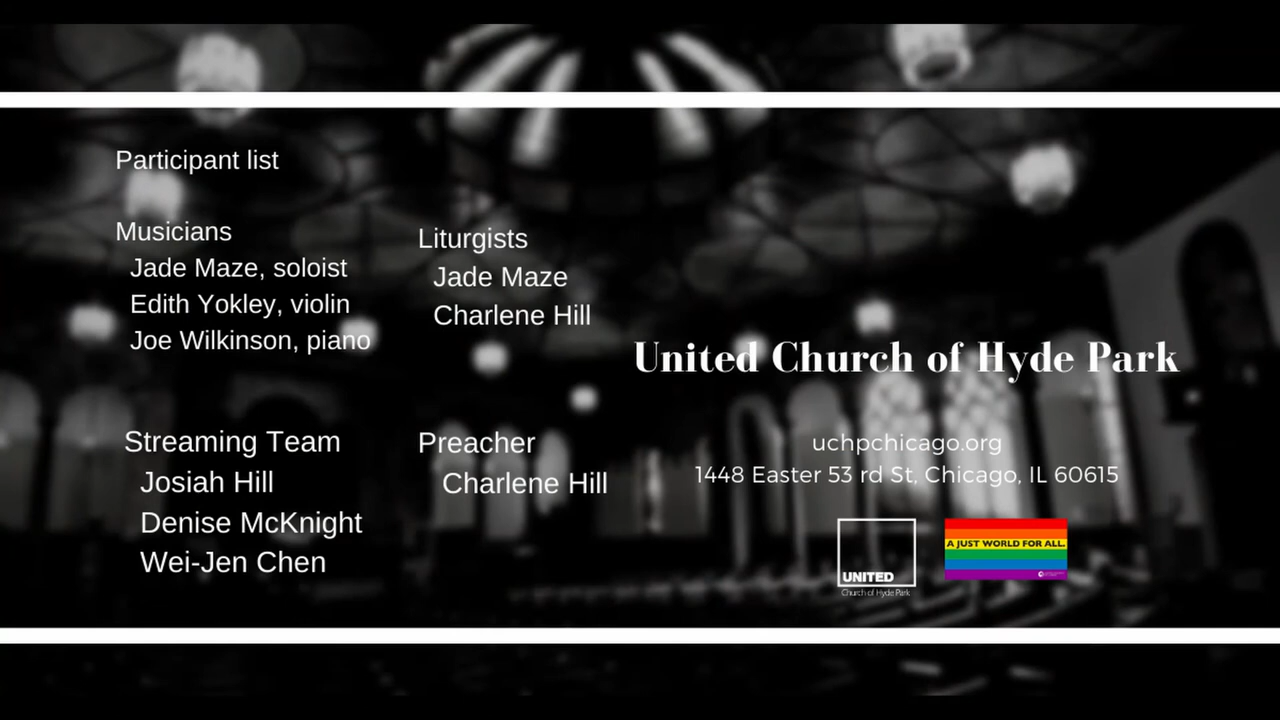 Participant list
Musicians
Jade Maze, soloist
Edith Yokley, violin
Joe Wilkinson, piano
Streaming Team
Josiah Hill
Denise McKnight
Wei-Jen Chen
Liturgists
Jade Maze
Charlene Hill
Preacher
Charlene Hill
United Church of Hyde Park
uchpchicago.org
1448 Easter 53 rd St, Chicago, IL 60615
UNITED
Church of Hyde Park
A JUST WORLD FOR ALL.